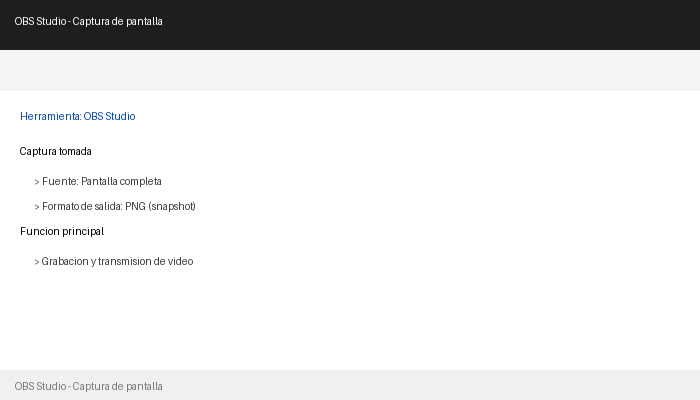 OBS Studio - Captura de pantalla
Herramienta: OBS Studio
Captura tomada
> Fuente: Pantalla completa
> Formato de salida: PNG (snapshot)
Funcion principal
> Grabacion y transmision de video
OBS Studio - Captura de pantalla